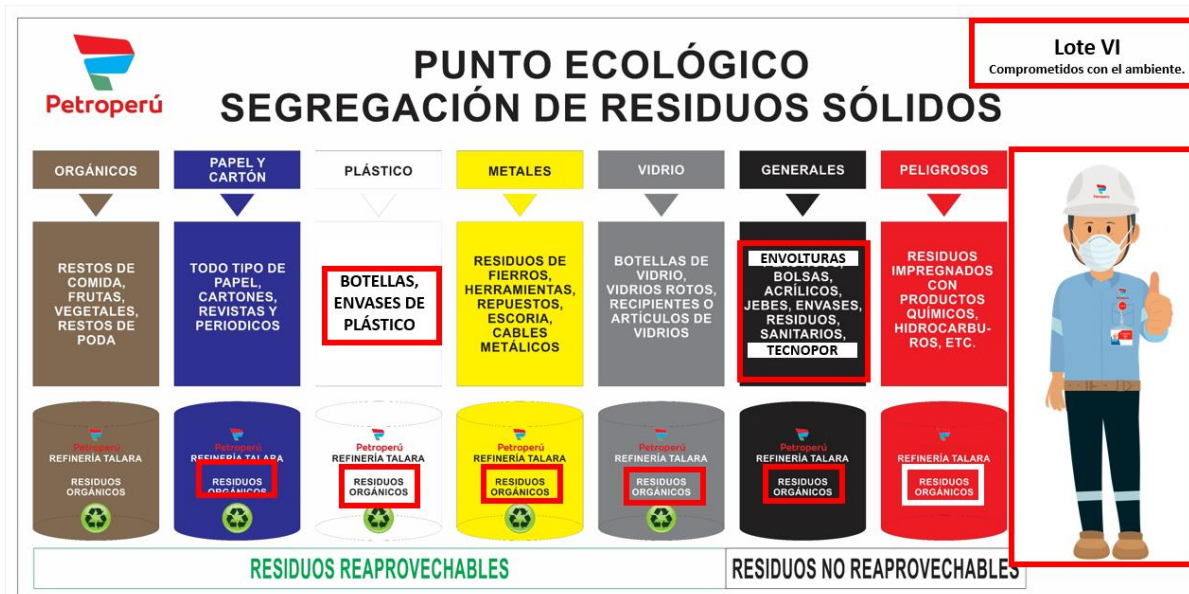 Petroperú
PUNTO ECOLÓGICO
SEGREGACIÓN DE RESIDUOS SÓLIDOS
Lote VI
Comprometidos con el ambiente.
ORGÁNICOS
PAPEL Y
CARTÓN
PLÁSTICO
METALES
VIDRIO
GENERALES
PELIGROSOS
RESTOS DE
COMIDA,
FRUTAS,
VEGETALES,
RESTOS DE
PODA
TODO TIPO DE
PAPEL,
CARTONES,
REVISTAS Y
PERIODICOS
BOTELLAS,
ENVASES DE
PLÁSTICO
RESIDUOS DE
FIERROS,
HERRAMIENTAS,
REPUESTOS,
ESCORIA,
CABLES
METÁLICOS
BOTELLAS DE
VIDRIO,
VIDRIOS ROTOS,
RECIPIENTES O
ARTÍCULOS DE
VIDRIOS
ENVOLTURAS
BOLSAS,
ACRÍLICOS,
JEBES, ENVASES,
RESIDUOS,
SANITARIOS,
TECNOPOR
RESIDUOS
IMPREGNADOS
CON
PRODUCTOS
QUÍMICOS,
HIDROCARBU-
ROS, ETC.
Petroperú
REFINERÍA TALARA
RESIDUOS
ORGÁNICOS
Petroperú
REFINERÍA TALARA
RESIDUOS
ORGÁNICOS
Petroperú
REFINERÍA TALARA
RESIDUOS
ORGÁNICOS
Petroperú
REFINERÍA TALARA
RESIDUOS
ORGÁNICOS
Petroperú
REFINERÍA TALARA
RESIDUOS
ORGÁNICOS
Petroperú
REFINERÍA TALARA
RESIDUOS
ORGÁNICOS
REFINERÍA TALARA
RESIDUOS
ORGÁNICOS
RESIDUOS REAPROVECHABLES
RESIDUOS NO REAPROVECHABLES